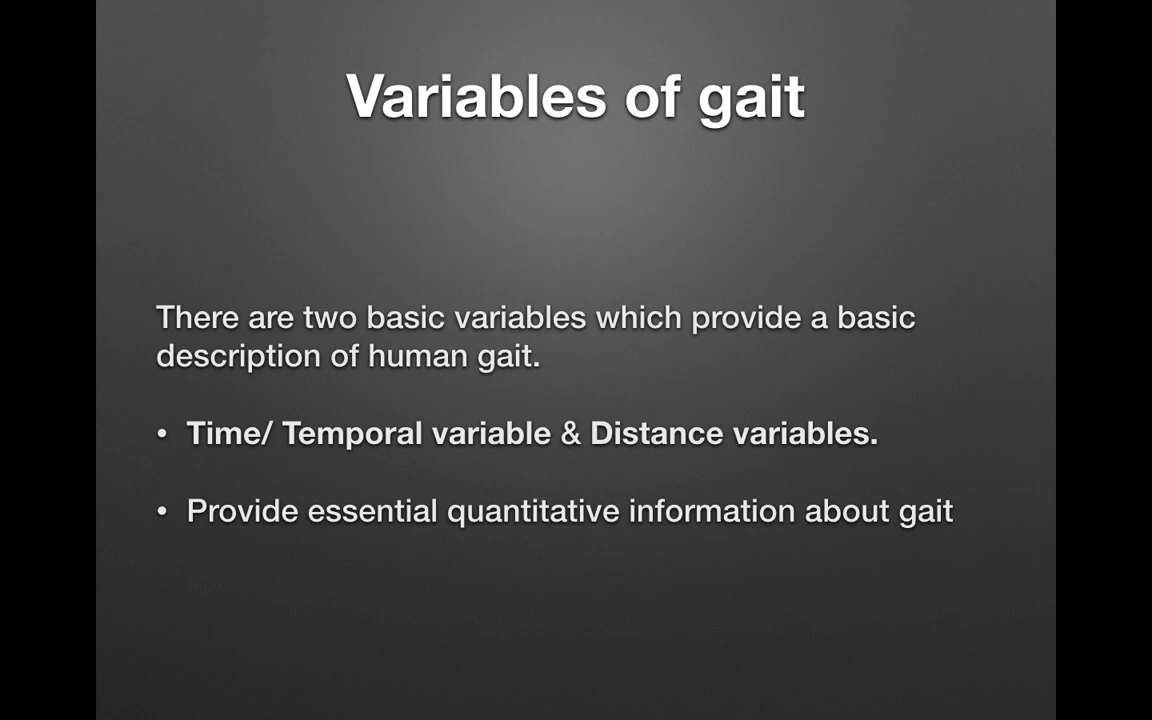 Variables of gait
There are two basic variables which provide a basic
description of human gait.
• Time/ Temporal variable & Distance variables.
• Provide essential quantitative information about gait